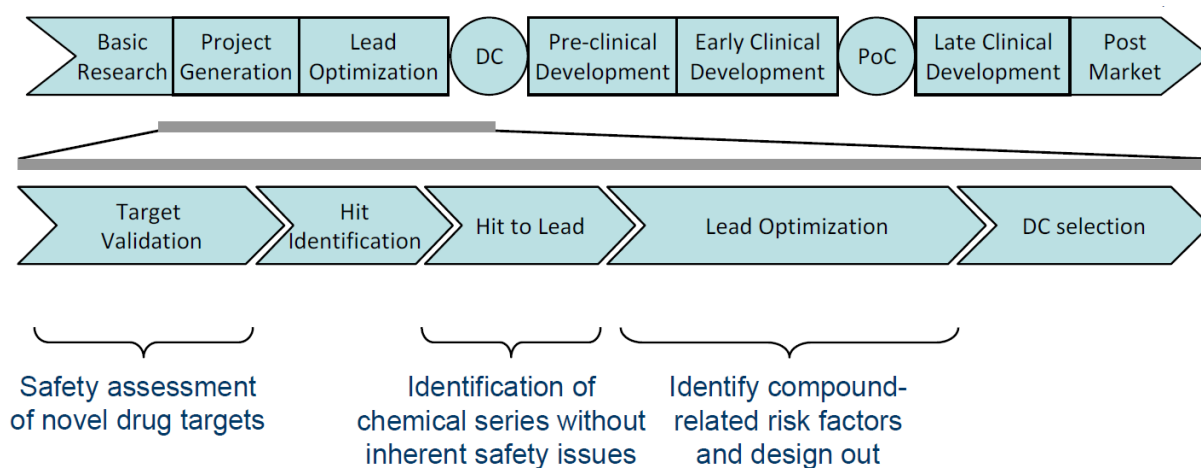 Basic
Research
Project
Generation
Lead
Optimization
DC
Pre-clinical
Development
Early Clinical
Development
PoC
Late Clinical
Development
Post
Market
Target
Validation
Hit
Identification
Hit to Lead
Lead Optimization
DC selection
Safety assessment
of novel drug targets
Identification of
chemical series without
inherent safety issues
Identify compound-
related risk factors
and design out